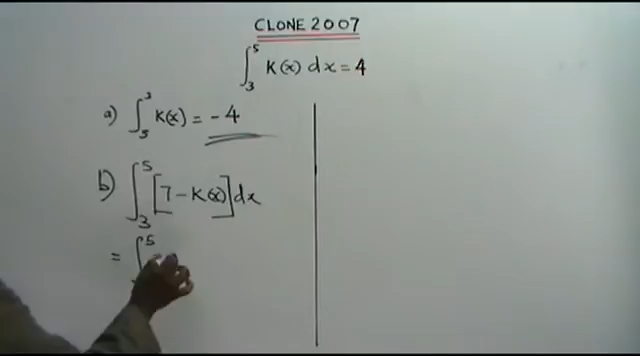 CLONE 2007
∫₃⁵ K(x) dx = 4
a) ∫₅³ K(x) = -4
b) ∫₃⁵ [7 - K(x)] dx
= ∫⁵